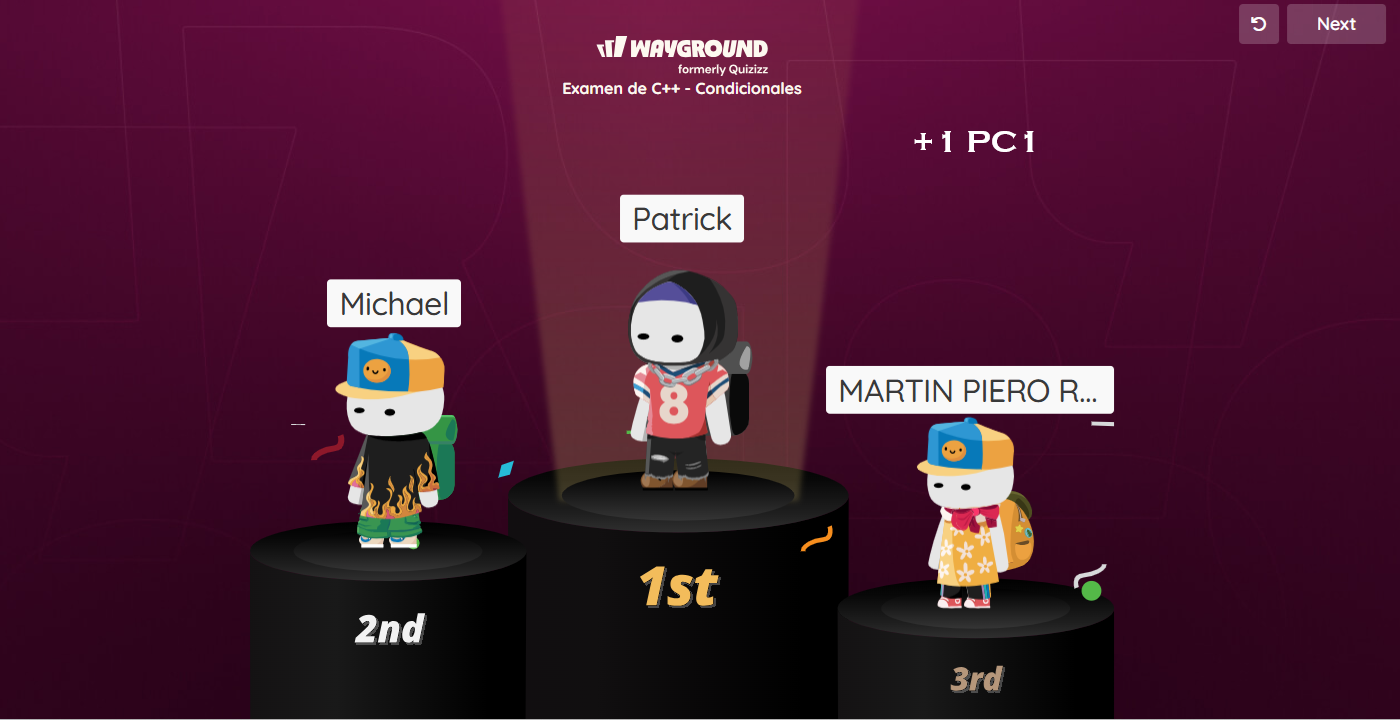 Next
WAYGROUND
formerly Quizizz
Examen de C++ - Condicionales
+1 PC1
Patrick
Michael
MARTIN PIERO R...
8
1st
2nd
3rd